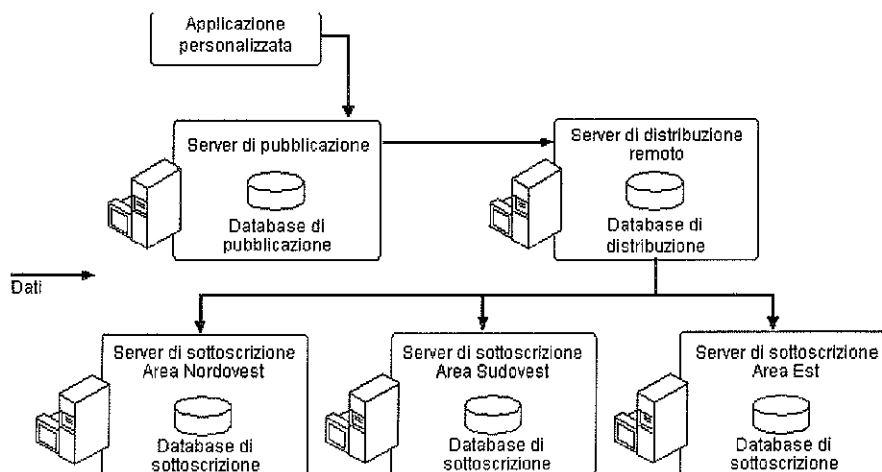 Applicazione
personalizzata
Server di pubblicazione
Database di
pubblicazione
Server di distribuzione
remoto
Database di
distribuzione
Dati
Server di sottoscrizione
Area Nordovest
Database di
sottoscrizione
Server di sottoscrizione
Area Sudovest
Database di
sottoscrizione
Server di sottoscrizione
Area Est
Database di
sottoscrizione